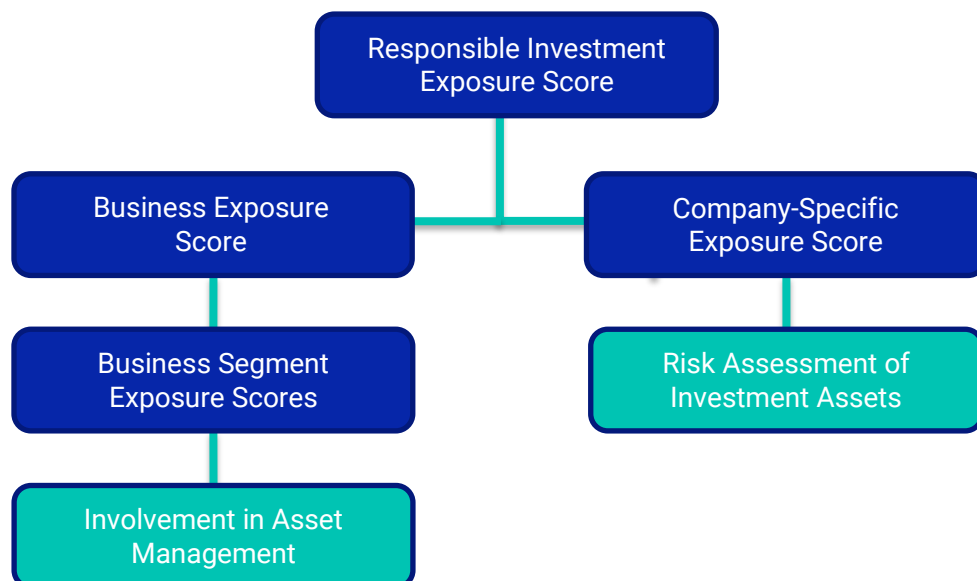 Responsible Investment
Exposure Score
Business Exposure
Score
Company-Specific
Exposure Score
Business Segment
Exposure Scores
Risk Assessment of
Investment Assets
Involvement in Asset
Management